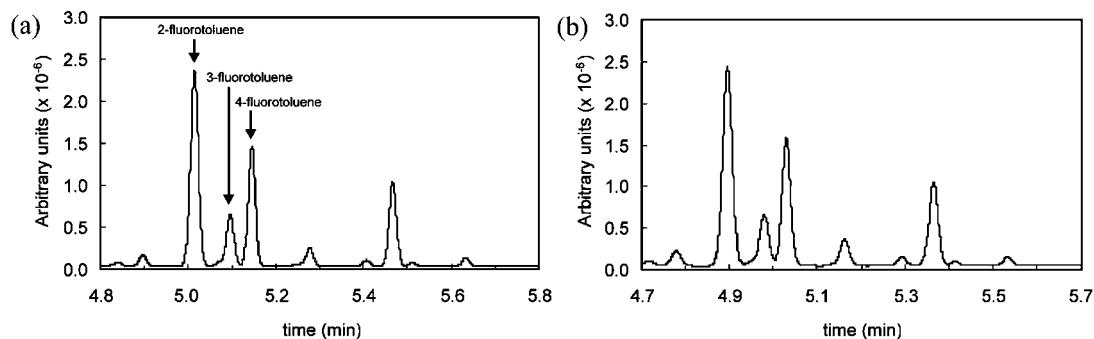 (a)
3.0
2.5
2.0
1.5
1.0
0.5
0.0
Arbitrary units (x 10⁻⁶)
2-fluorotoluene
3-fluorotoluene
4-fluorotoluene
4.8 5.0 5.2 5.4 5.6 5.8
time (min)
(b)
3.0
2.5
2.0
1.5
1.0
0.5
0.0
Arbitrary units (x 10⁻⁶)
4.7 4.9 5.1 5.3 5.5 5.7
time (min)